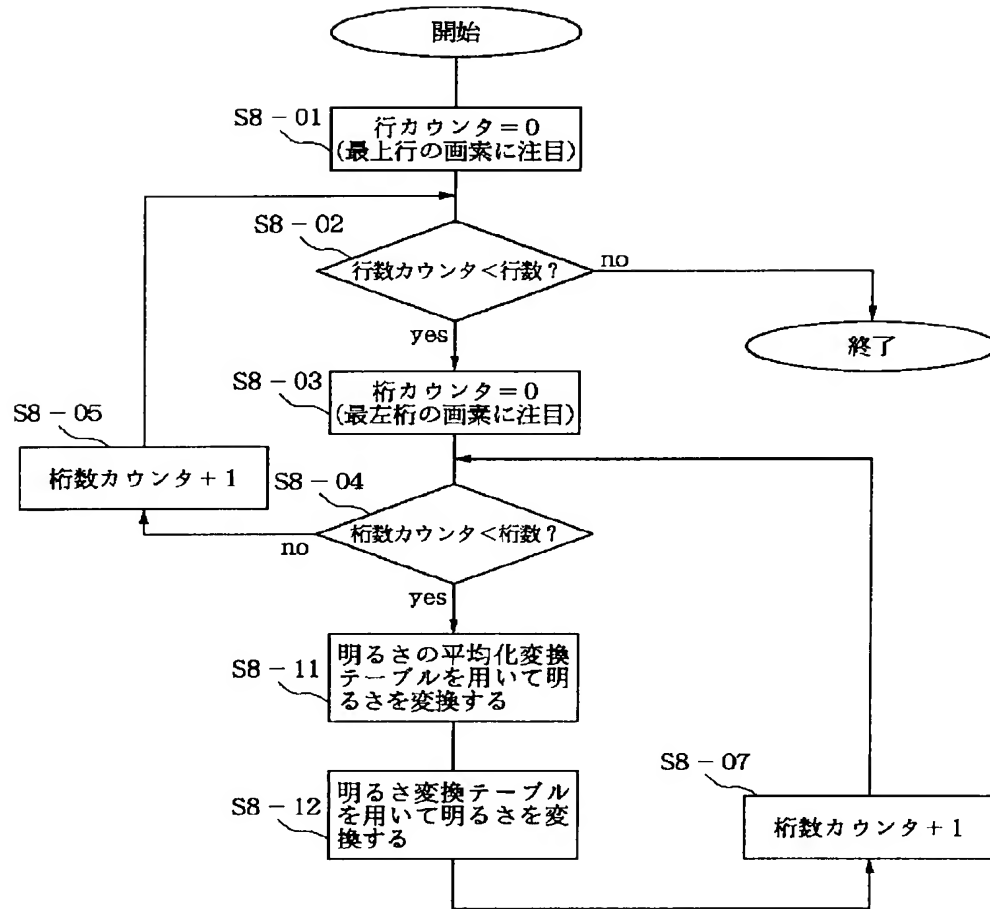 開始
S8-01
行カウンタ=0
(最上行の画素に注目)
S8-02
行数カウンタ<行数?
no
終了
yes
S8-03
桁カウンタ=0
(最左桁の画素に注目)
S8-05
桁数カウンタ+1
S8-04
桁数カウンタ<桁数?
no
yes
S8-11
明るさの平均化変換
テーブルを用いて明
るさを変換する
S8-12
明るさ変換テーブル
を用いて明るさを変
換する
S8-07
桁数カウンタ+1